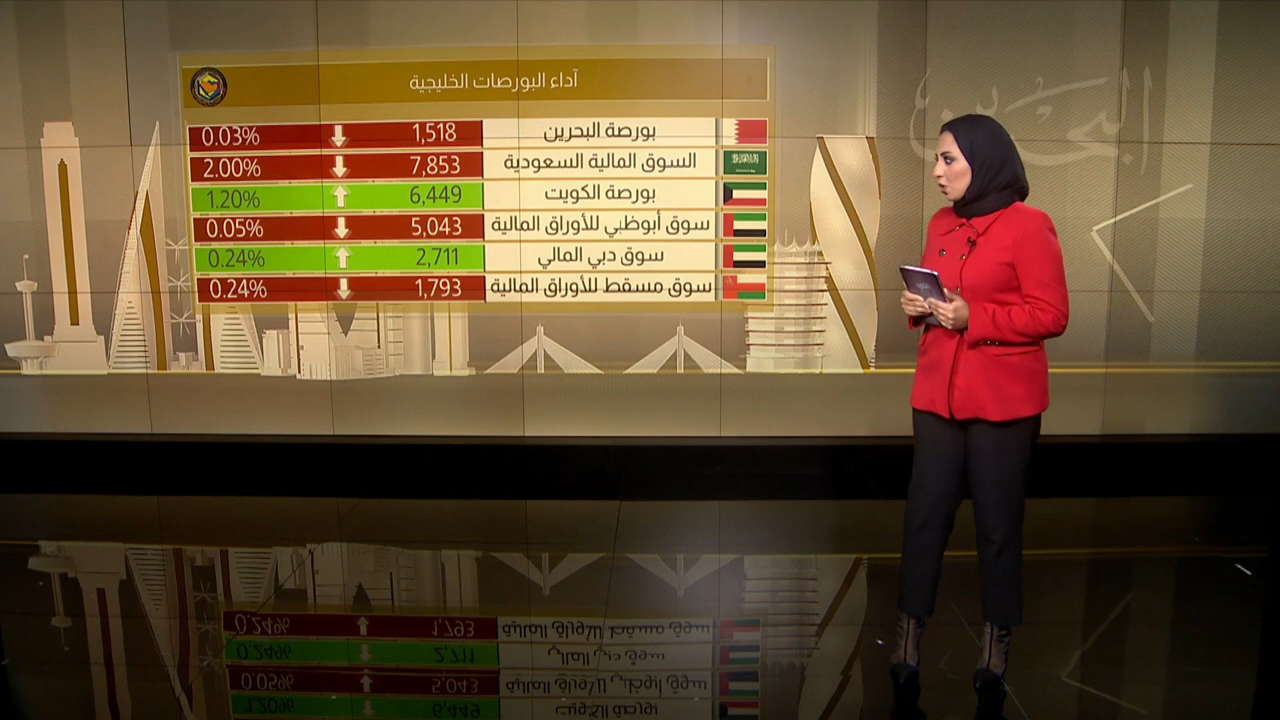 آداء البورصات الخليجية
بورصة البحرين 1,518 0.03%
السوق المالية السعودية 7,853 2.00%
بورصة الكويت 6,449 1.20%
سوق أبوظبي للأوراق المالية 5,043 0.05%
سوق دبي المالي 2,711 0.24%
سوق مسقط للأوراق المالية 1,793 0.24%
البحرين